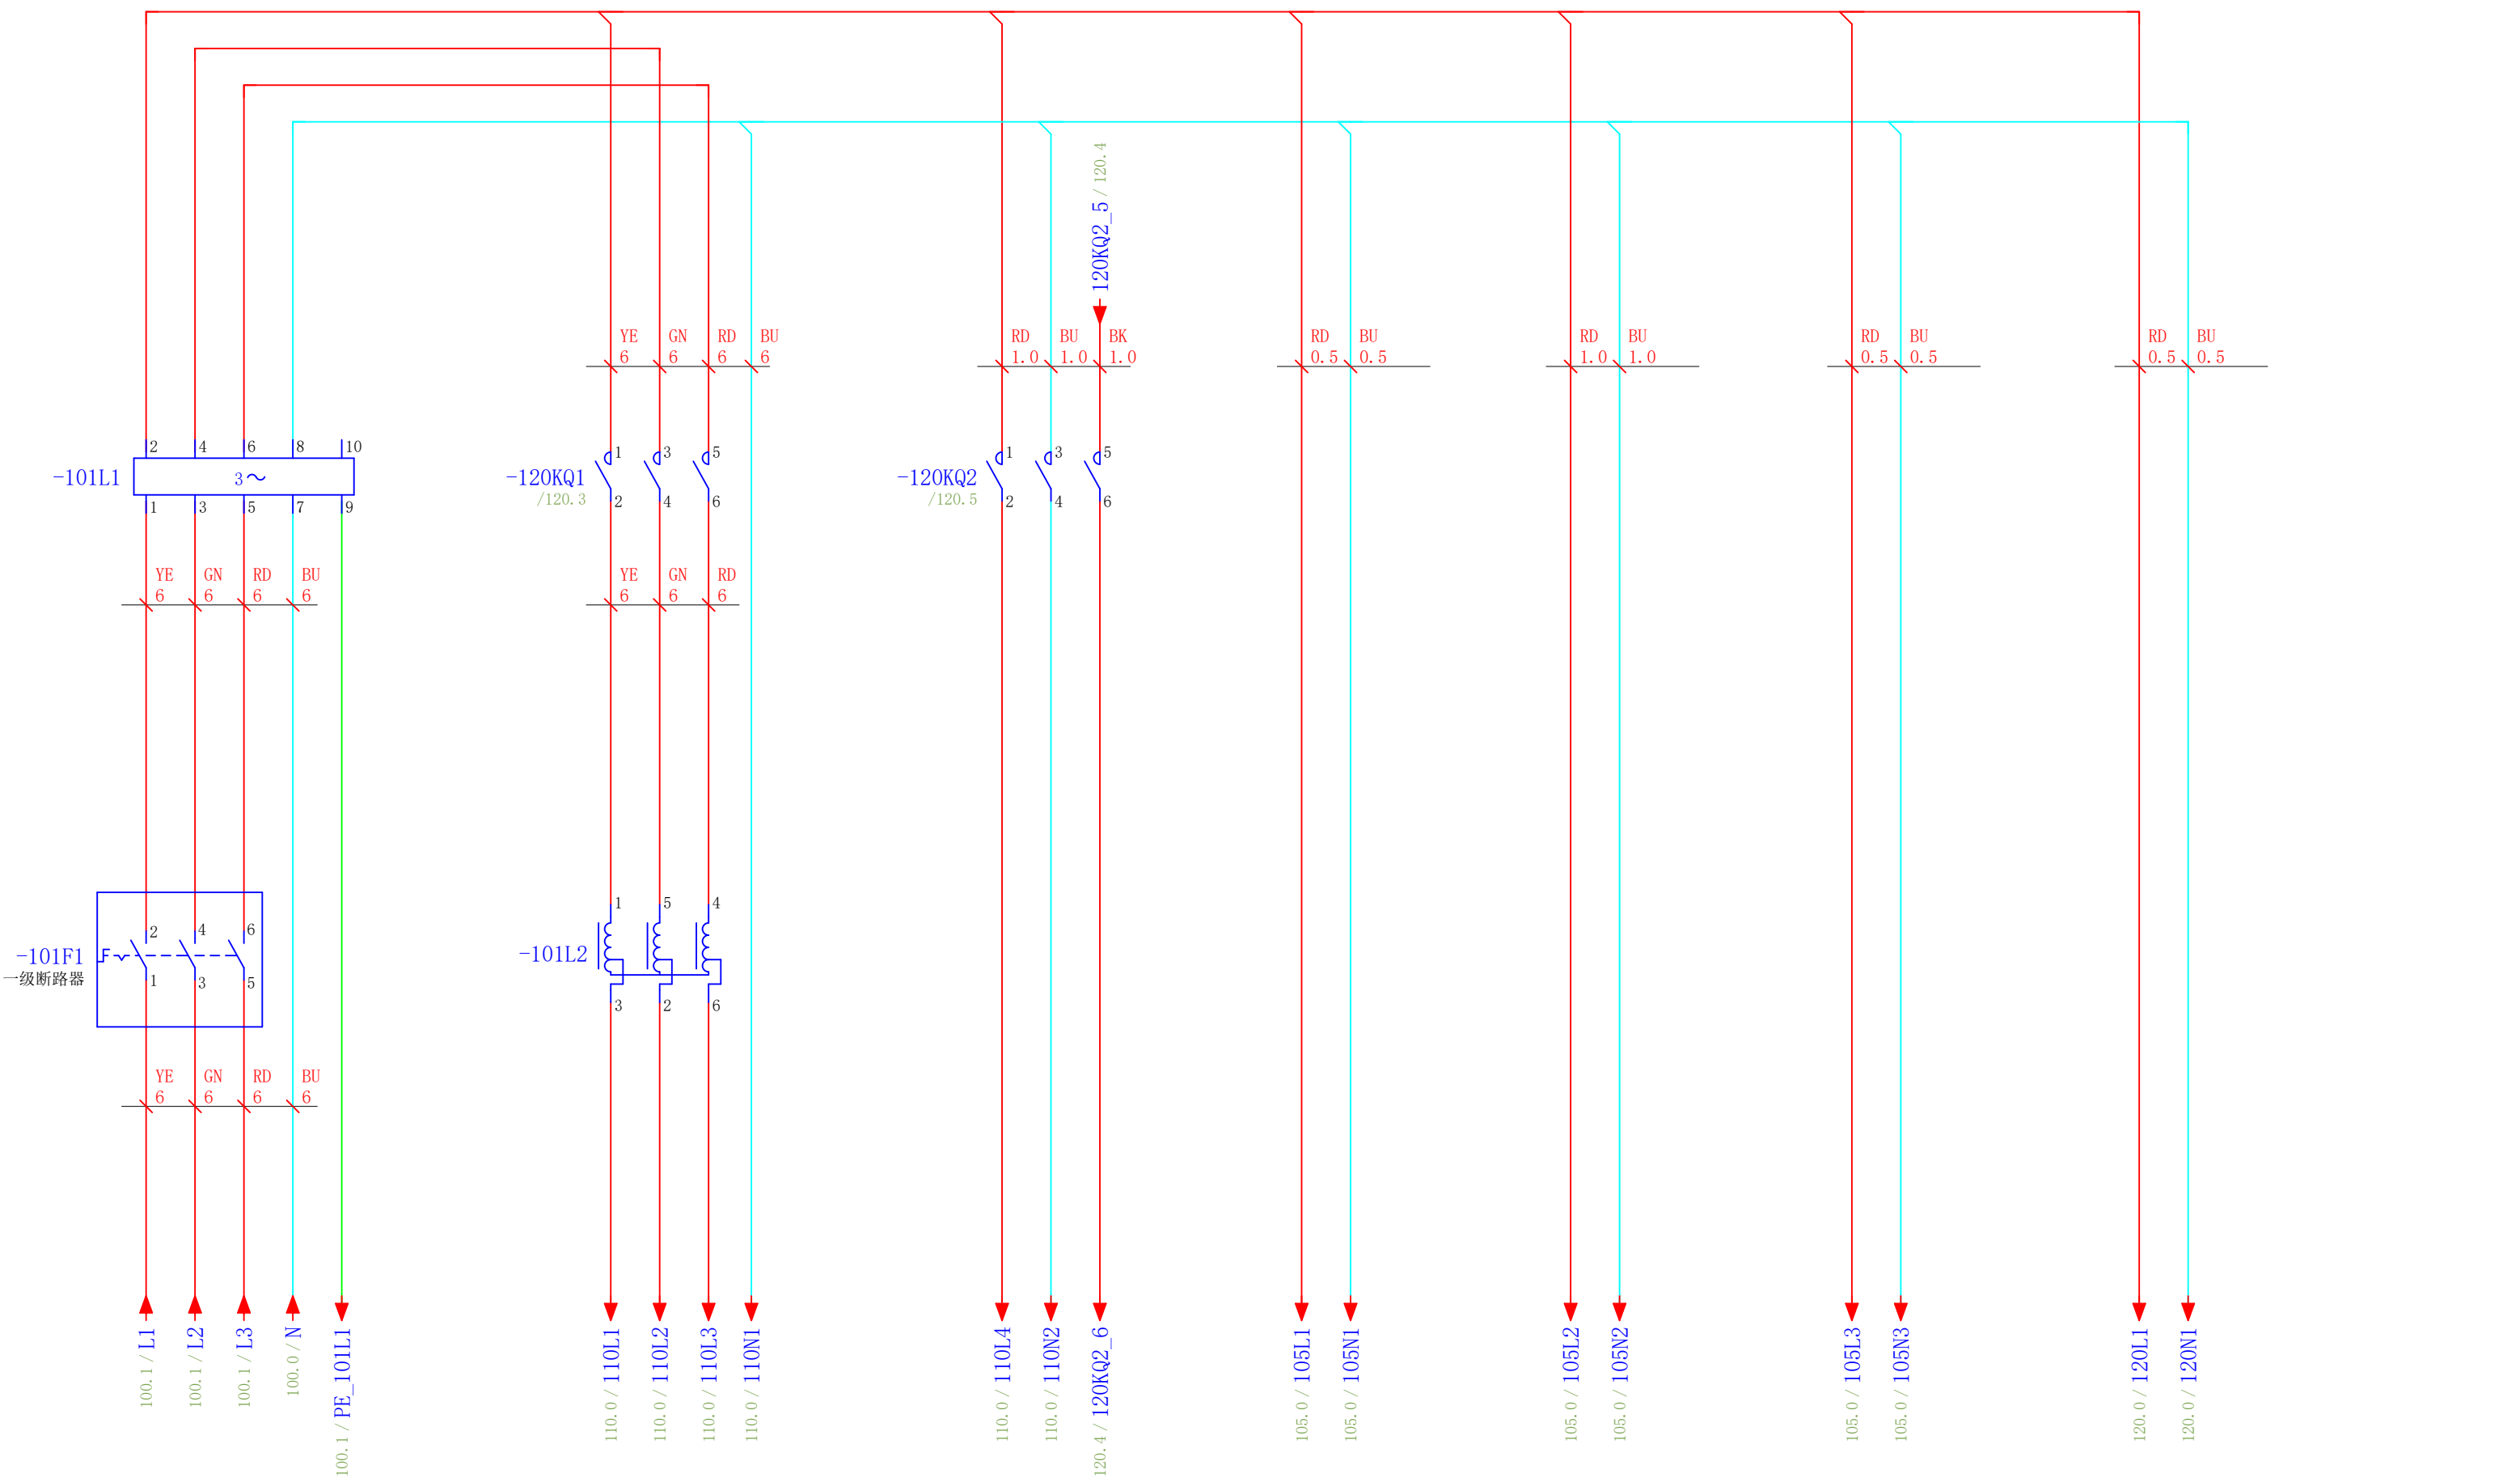 120KQ2_5 / 120.4
YE GN RD BU
6 6 6 6
RD BU BK
1.0 1.0 1.0
RD BU
0.5 0.5
RD BU
1.0 1.0
RD BU
0.5 0.5
RD BU
0.5 0.5
2 4 6 8 10
-101L1
3~
1 3 5 7 9
1 3 5
-120KQ1
/120.3
2 4 6
1 3 5
-120KQ2
/120.5
2 4 6
YE GN RD BU
6 6 6 6
YE GN RD
6 6 6
2 4 6
-101F1
一级断路器
1 3 5
1 5 4
-101L2
3 2 6
YE GN RD BU
6 6 6 6
100.1 / L1
100.1 / L2
100.1 / L3
100.0 / N
100.1 / PE_101L1
110.0 / 110L1
110.0 / 110L2
110.0 / 110L3
110.0 / 110N1
110.0 / 110L4
110.0 / 110N2
120.4 / 120KQ2_6
105.0 / 105L1
105.0 / 105N1
105.0 / 105L2
105.0 / 105N2
105.0 / 105L3
105.0 / 105N3
120.0 / 120L1
120.0 / 120N1